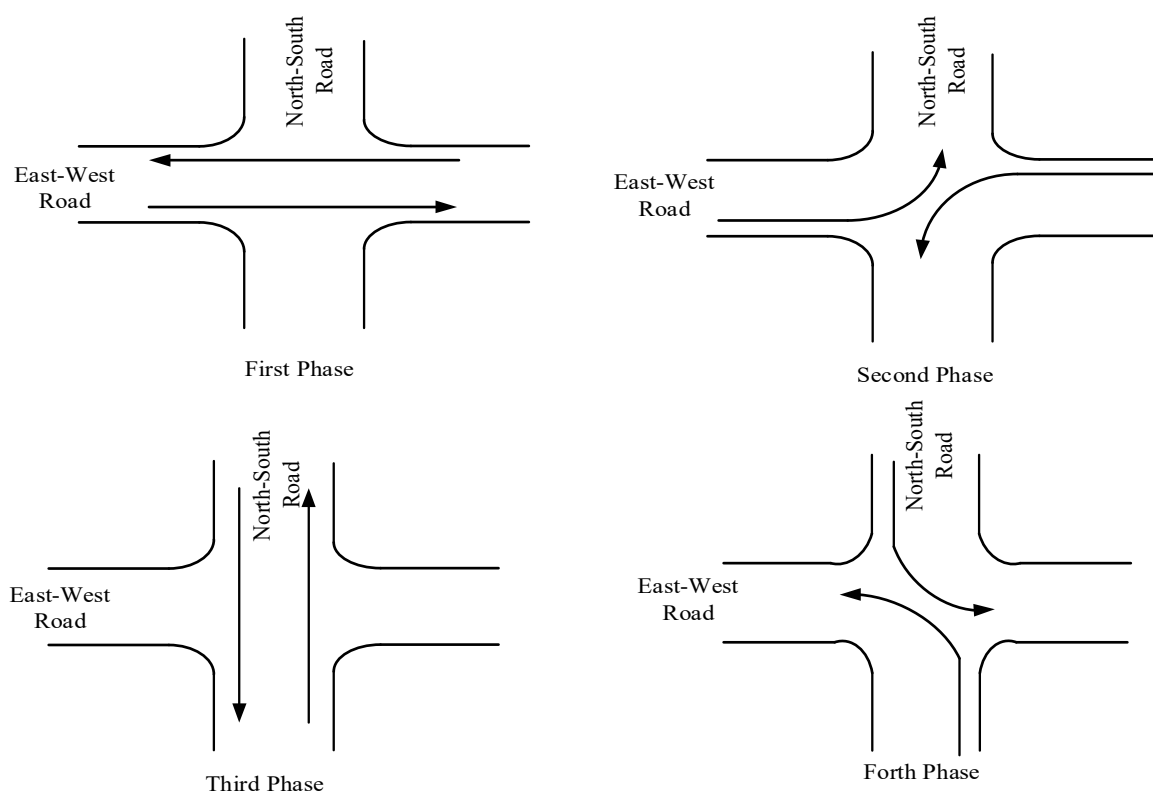 North-South
Road
East-West
Road
First Phase
North-South
Road
East-West
Road
Second Phase
North-South
Road
East-West
Road
Third Phase
North-South
Road
East-West
Road
Forth Phase